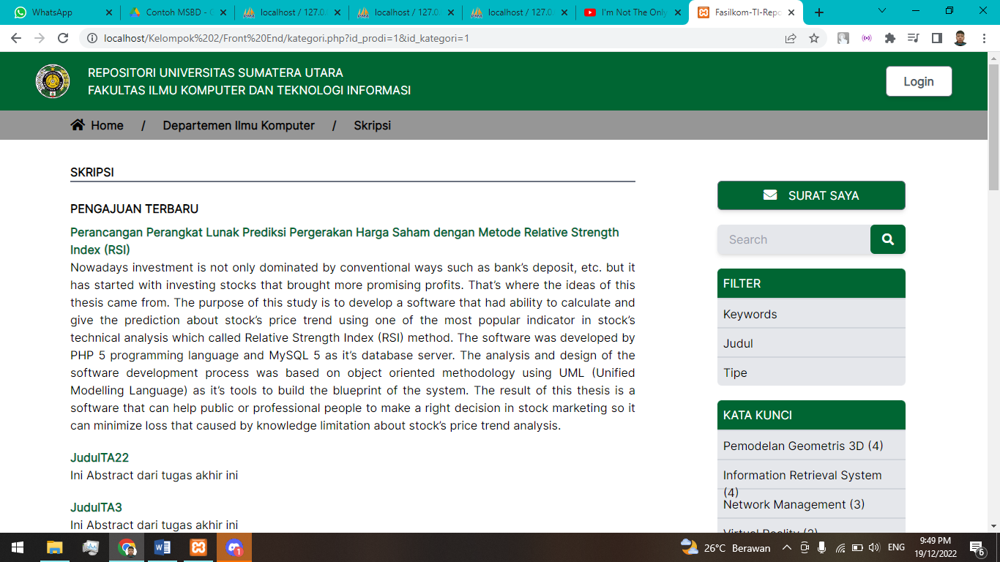 WhatsApp
Contoh MSBD - G
localhost / 127.0.
localhost / 127.0.
localhost / 127.0.
I'm Not The Only
Fasilkom-TI-Repo
localhost/Kelompok%202/Front%20End/kategori.php?id_prodi=1&id_kategori=1
REPOSITORI UNIVERSITAS SUMATERA UTARA
FAKULTAS ILMU KOMPUTER DAN TEKNOLOGI INFORMASI
Login
Home / Departemen Ilmu Komputer / Skripsi
SKRIPSI
PENGAJUAN TERBARU
Perancangan Perangkat Lunak Prediksi Pergerakan Harga Saham dengan Metode Relative Strength
Index (RSI)
Nowadays investment is not only dominated by conventional ways such as bank's deposit, etc. but it
has started with investing stocks that brought more promising profits. That's where the ideas of this
thesis came from. The purpose of this study is to develop a software that had ability to calculate and
give the prediction about stock's price trend using one of the most popular indicator in stock's
technical analysis which called Relative Strength Index (RSI) method. The software was developed by
PHP 5 programming language and MySQL 5 as it's database server. The analysis and design of the
software development process was based on object oriented methodology using UML (Unified
Modelling Language) as it's tools to build the blueprint of the system. The result of this thesis is a
software that can help public or professional people to make a right decision in stock marketing so it
can minimize loss that caused by knowledge limitation about stock's price trend analysis.
JudulTA22
Ini Abstract dari tugas akhir ini
JudulTA3
Ini Abstract dari tugas akhir ini
SURAT SAYA
Search
FILTER
Keywords
Judul
Tipe
KATA KUNCI
Pemodelan Geometris 3D (4)
Information Retrieval System
(4)
Network Management (3)
Virtual Reality (3)
26°C Berawan
ENG
9:49 PM
19/12/2022
6
1